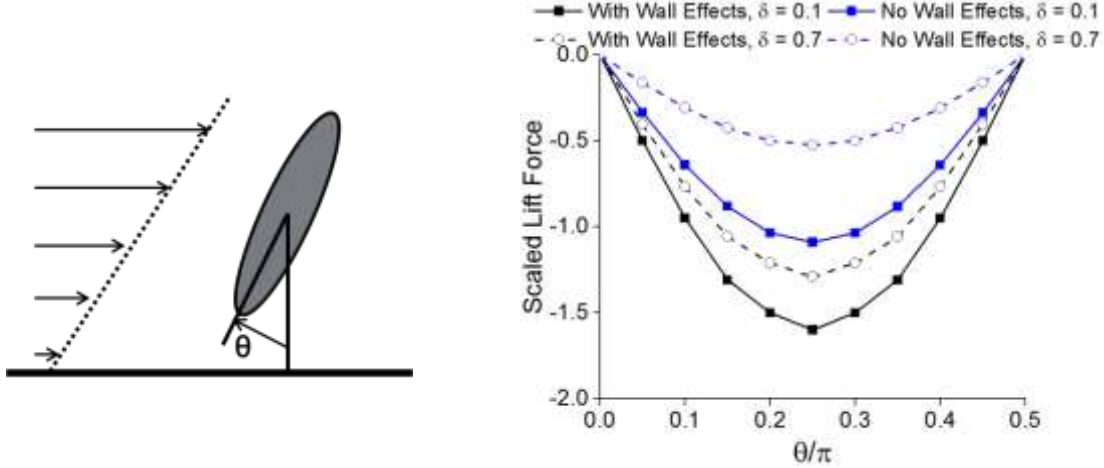 With Wall Effects, δ = 0.1 No Wall Effects, δ = 0.1
With Wall Effects, δ = 0.7 No Wall Effects, δ = 0.7
θ
Scaled Lift Force
0.0
-0.5
-1.0
-1.5
-2.0
0.0 0.1 0.2 0.3 0.4 0.5
θ/π